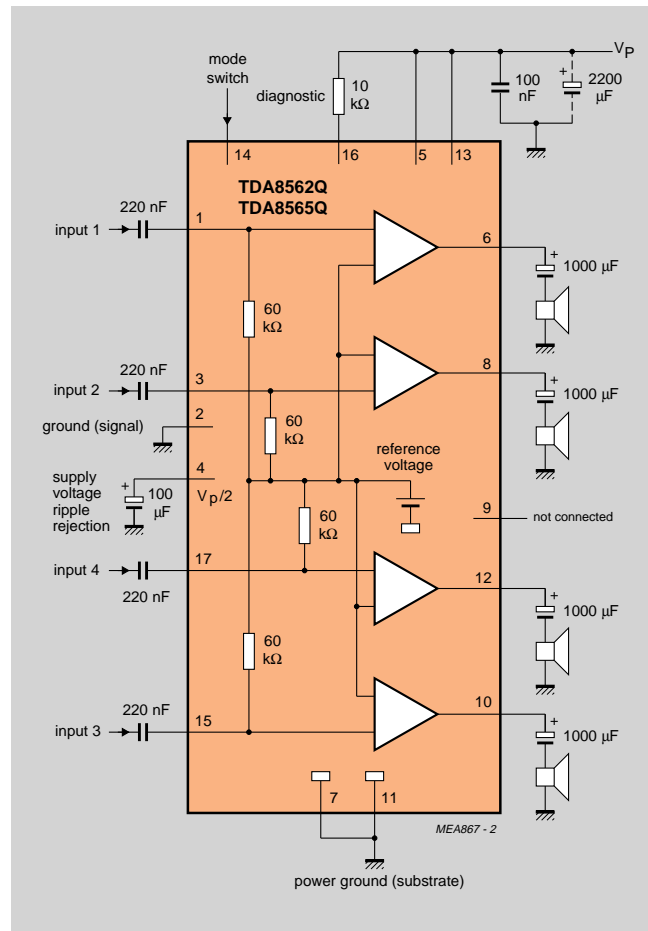 V_P
mode
switch
diagnostic
10
kΩ
100
nF
+
2200
µF
14
16
5
13
TDA8562Q
TDA8565Q
220 nF
input 1
1
6
+
1000 µF
60
kΩ
220 nF
input 2
3
8
+
1000 µF
2
ground (signal)
60
kΩ
reference
voltage
4
V_p/2
supply
voltage
ripple
rejection
+
100
µF
60
kΩ
9
not connected
input 4
17
220 nF
12
+
1000 µF
60
kΩ
220 nF
input 3
15
10
+
1000 µF
7
11
MEA867 - 2
power ground (substrate)